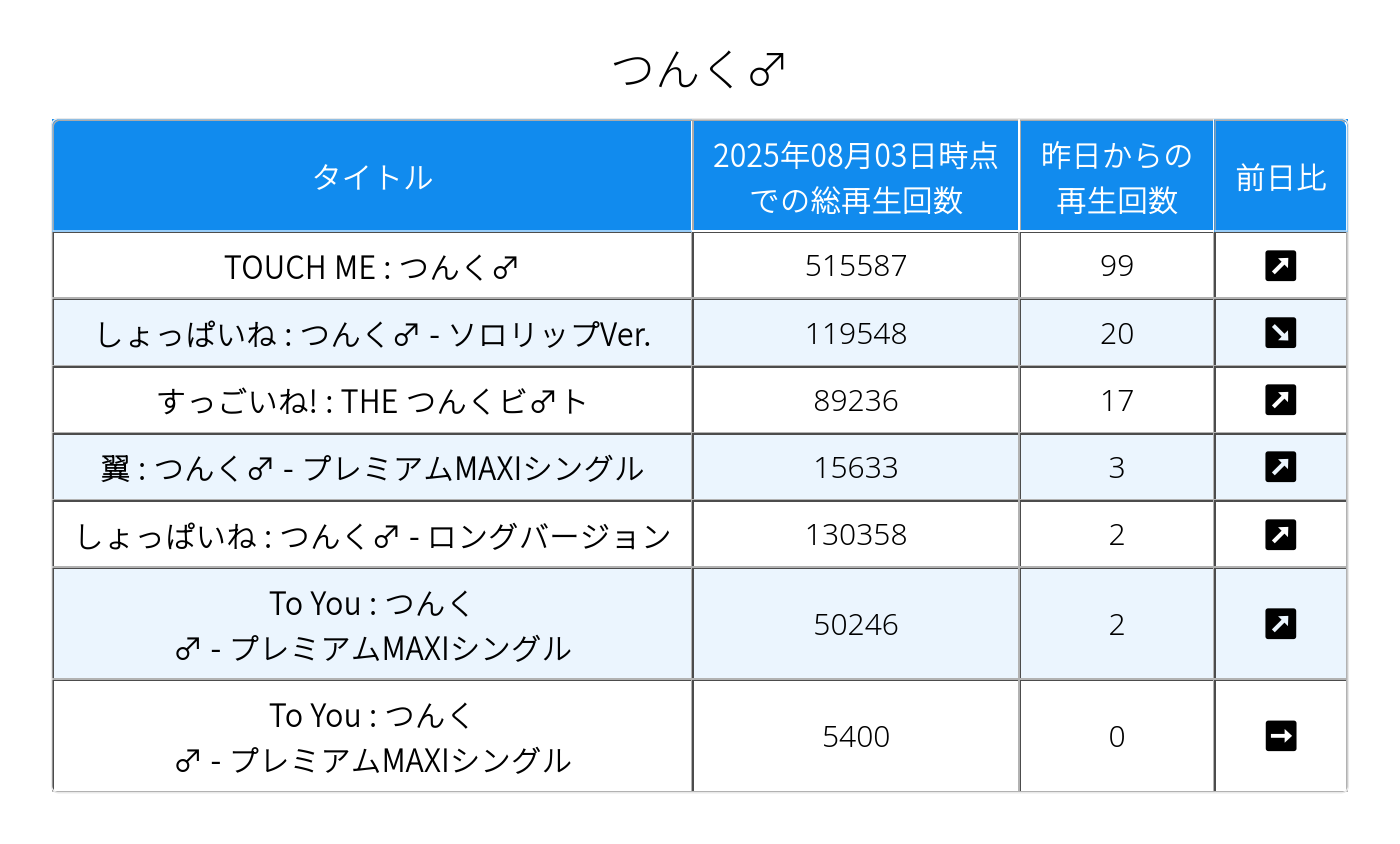 つんく♂
タイトル
2025年08月03日時点
での総再生回数
昨日からの
再生回数
前日比
TOUCH ME : つんく♂
515587
99
↗
しょっぱいね : つんく♂ - ソロリップVer.
119548
20
↘
すっごいね! : THE つんくビ♂ト
89236
17
↗
翼 : つんく♂ - プレミアムMAXIシングル
15633
3
↗
しょっぱいね : つんく♂ - ロングバージョン
130358
2
↗
To You : つんく
♂ - プレミアムMAXIシングル
50246
2
↗
To You : つんく
♂ - プレミアムMAXIシングル
5400
0
→